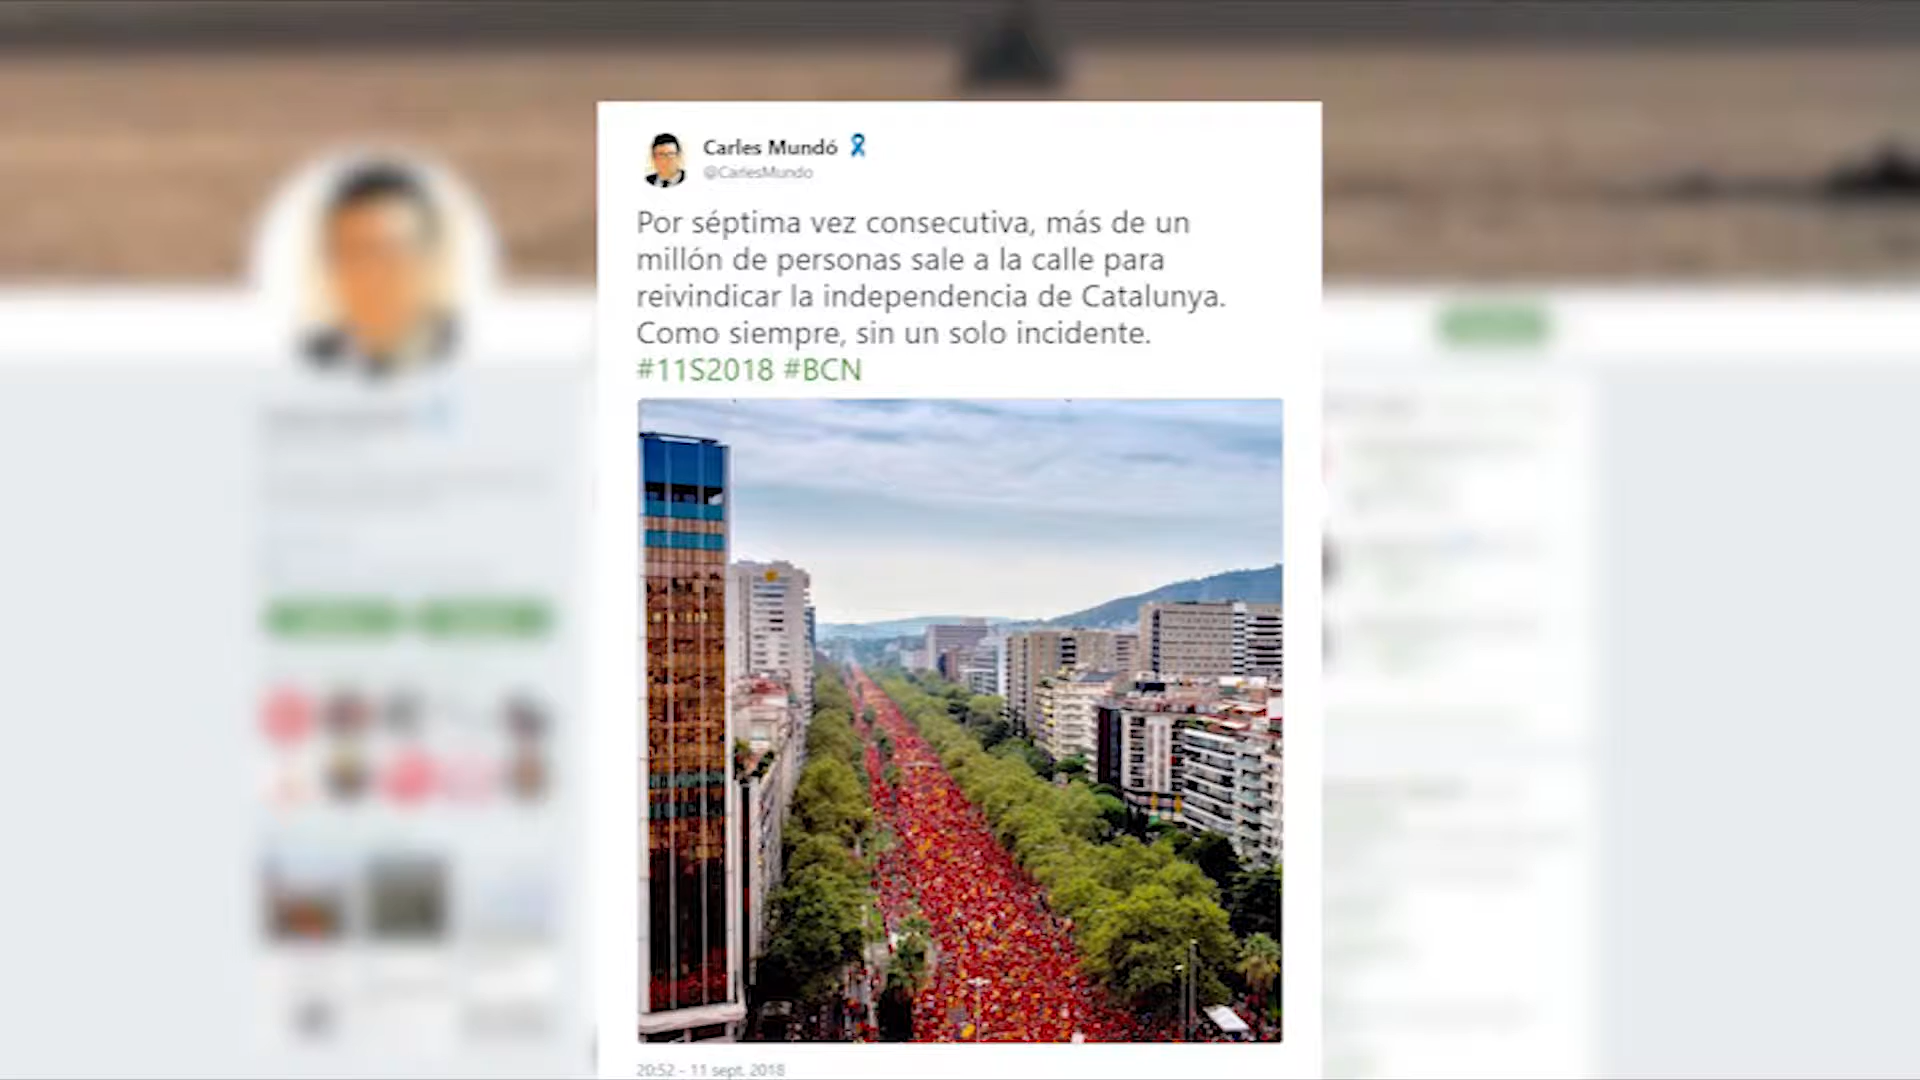 Carles Mundó
@CarlesMundo
Por séptima vez consecutiva, más de un
millón de personas sale a la calle para
reivindicar la independencia de Catalunya.
Como siempre, sin un solo incidente.
#11S2018 #BCN
20:52 - 11 sept. 2018